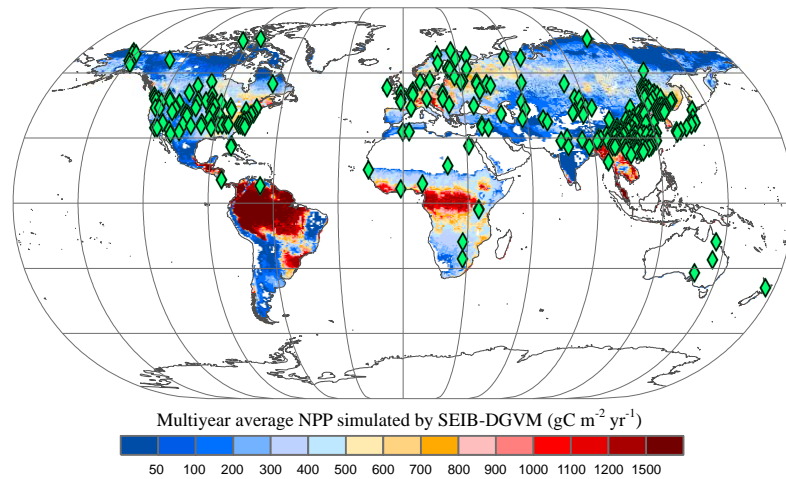 Multiyear average NPP simulated by SEIB-DGVM (gC m⁻² yr⁻¹)
50 100 200 300 400 500 600 700 800 900 1000 1100 1200 1500